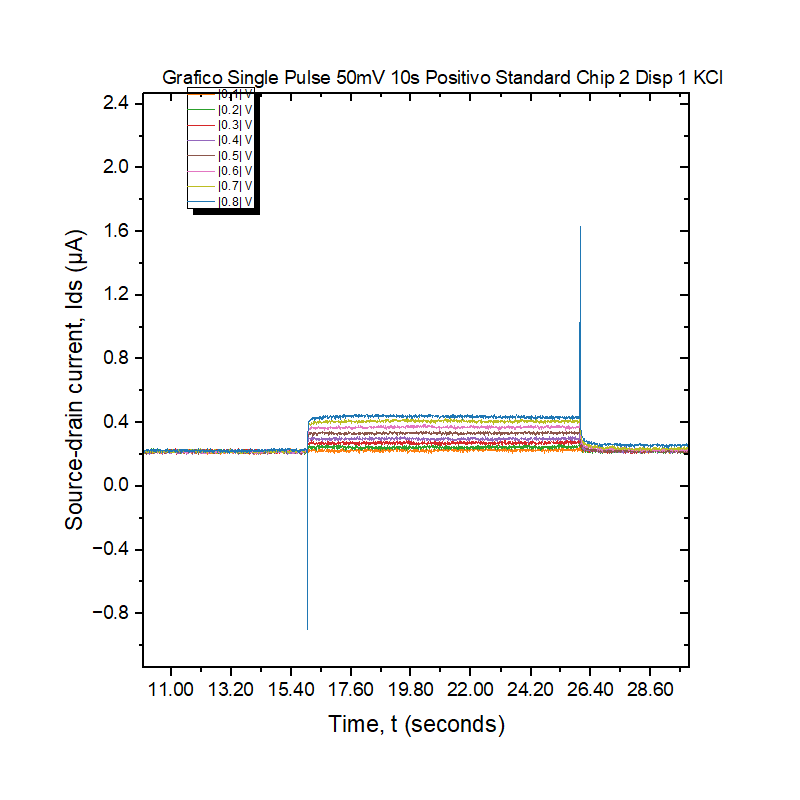 Grafico Single Pulse 50mV 10s Positivo Standard Chip 2 Disp 1 KCl
|0.1| V
|0.2| V
|0.3| V
|0.4| V
|0.5| V
|0.6| V
|0.7| V
|0.8| V
2.4
2.0
1.6
1.2
0.8
0.4
0.0
−0.4
−0.8
Source-drain current, Ids (µA)
11.00 13.20 15.40 17.60 19.80 22.00 24.20 26.40 28.60
Time, t (seconds)